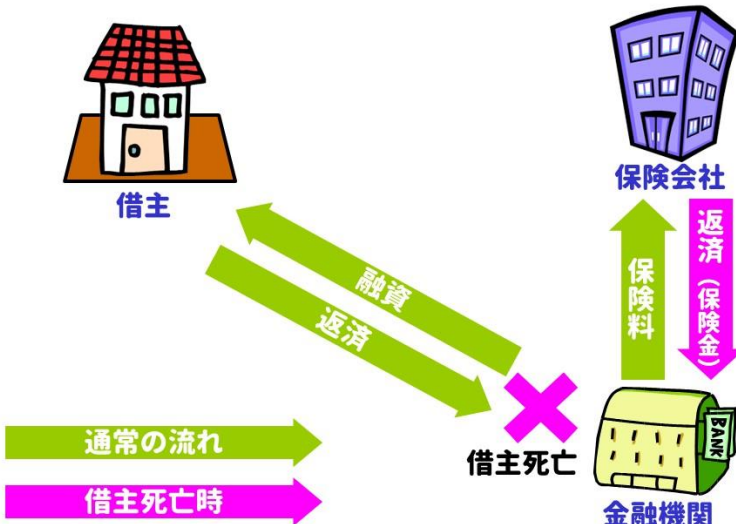 借主
保険会社
融資
返済
保険料
返済(保険金)
通常の流れ
借主死亡時
借主死亡
BANK
金融機関